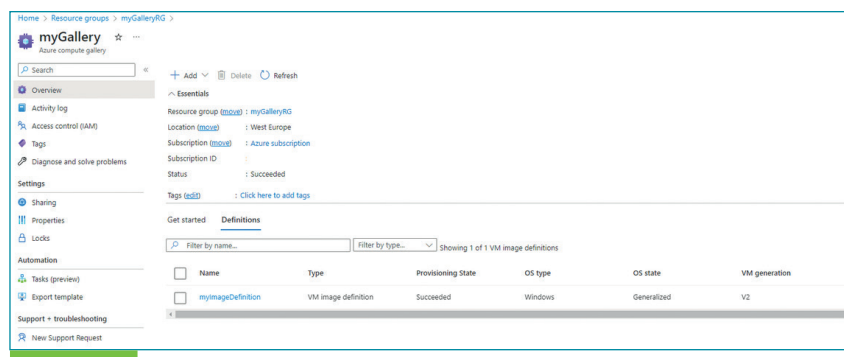 Home > Resource groups > myGalleryRG >
myGallery ☆ ...
Azure compute gallery
Search «
Overview
Activity log
Access control (IAM)
Tags
Diagnose and solve problems
Settings
Sharing
Properties
Locks
Automation
Tasks (preview)
Export template
Support + troubleshooting
New Support Request
+ Add Delete Refresh
Essentials
Resource group (move) : myGalleryRG
Location (move) : West Europe
Subscription (move) : Azure subscription
Subscription ID :
Status : Succeeded
Tags (edit) : Click here to add tags
Get started Definitions
Filter by name... Filter by type... Showing 1 of 1 VM image definitions
Name Type Provisioning State OS type OS state VM generation
myImageDefinition VM image definition Succeeded Windows Generalized V2